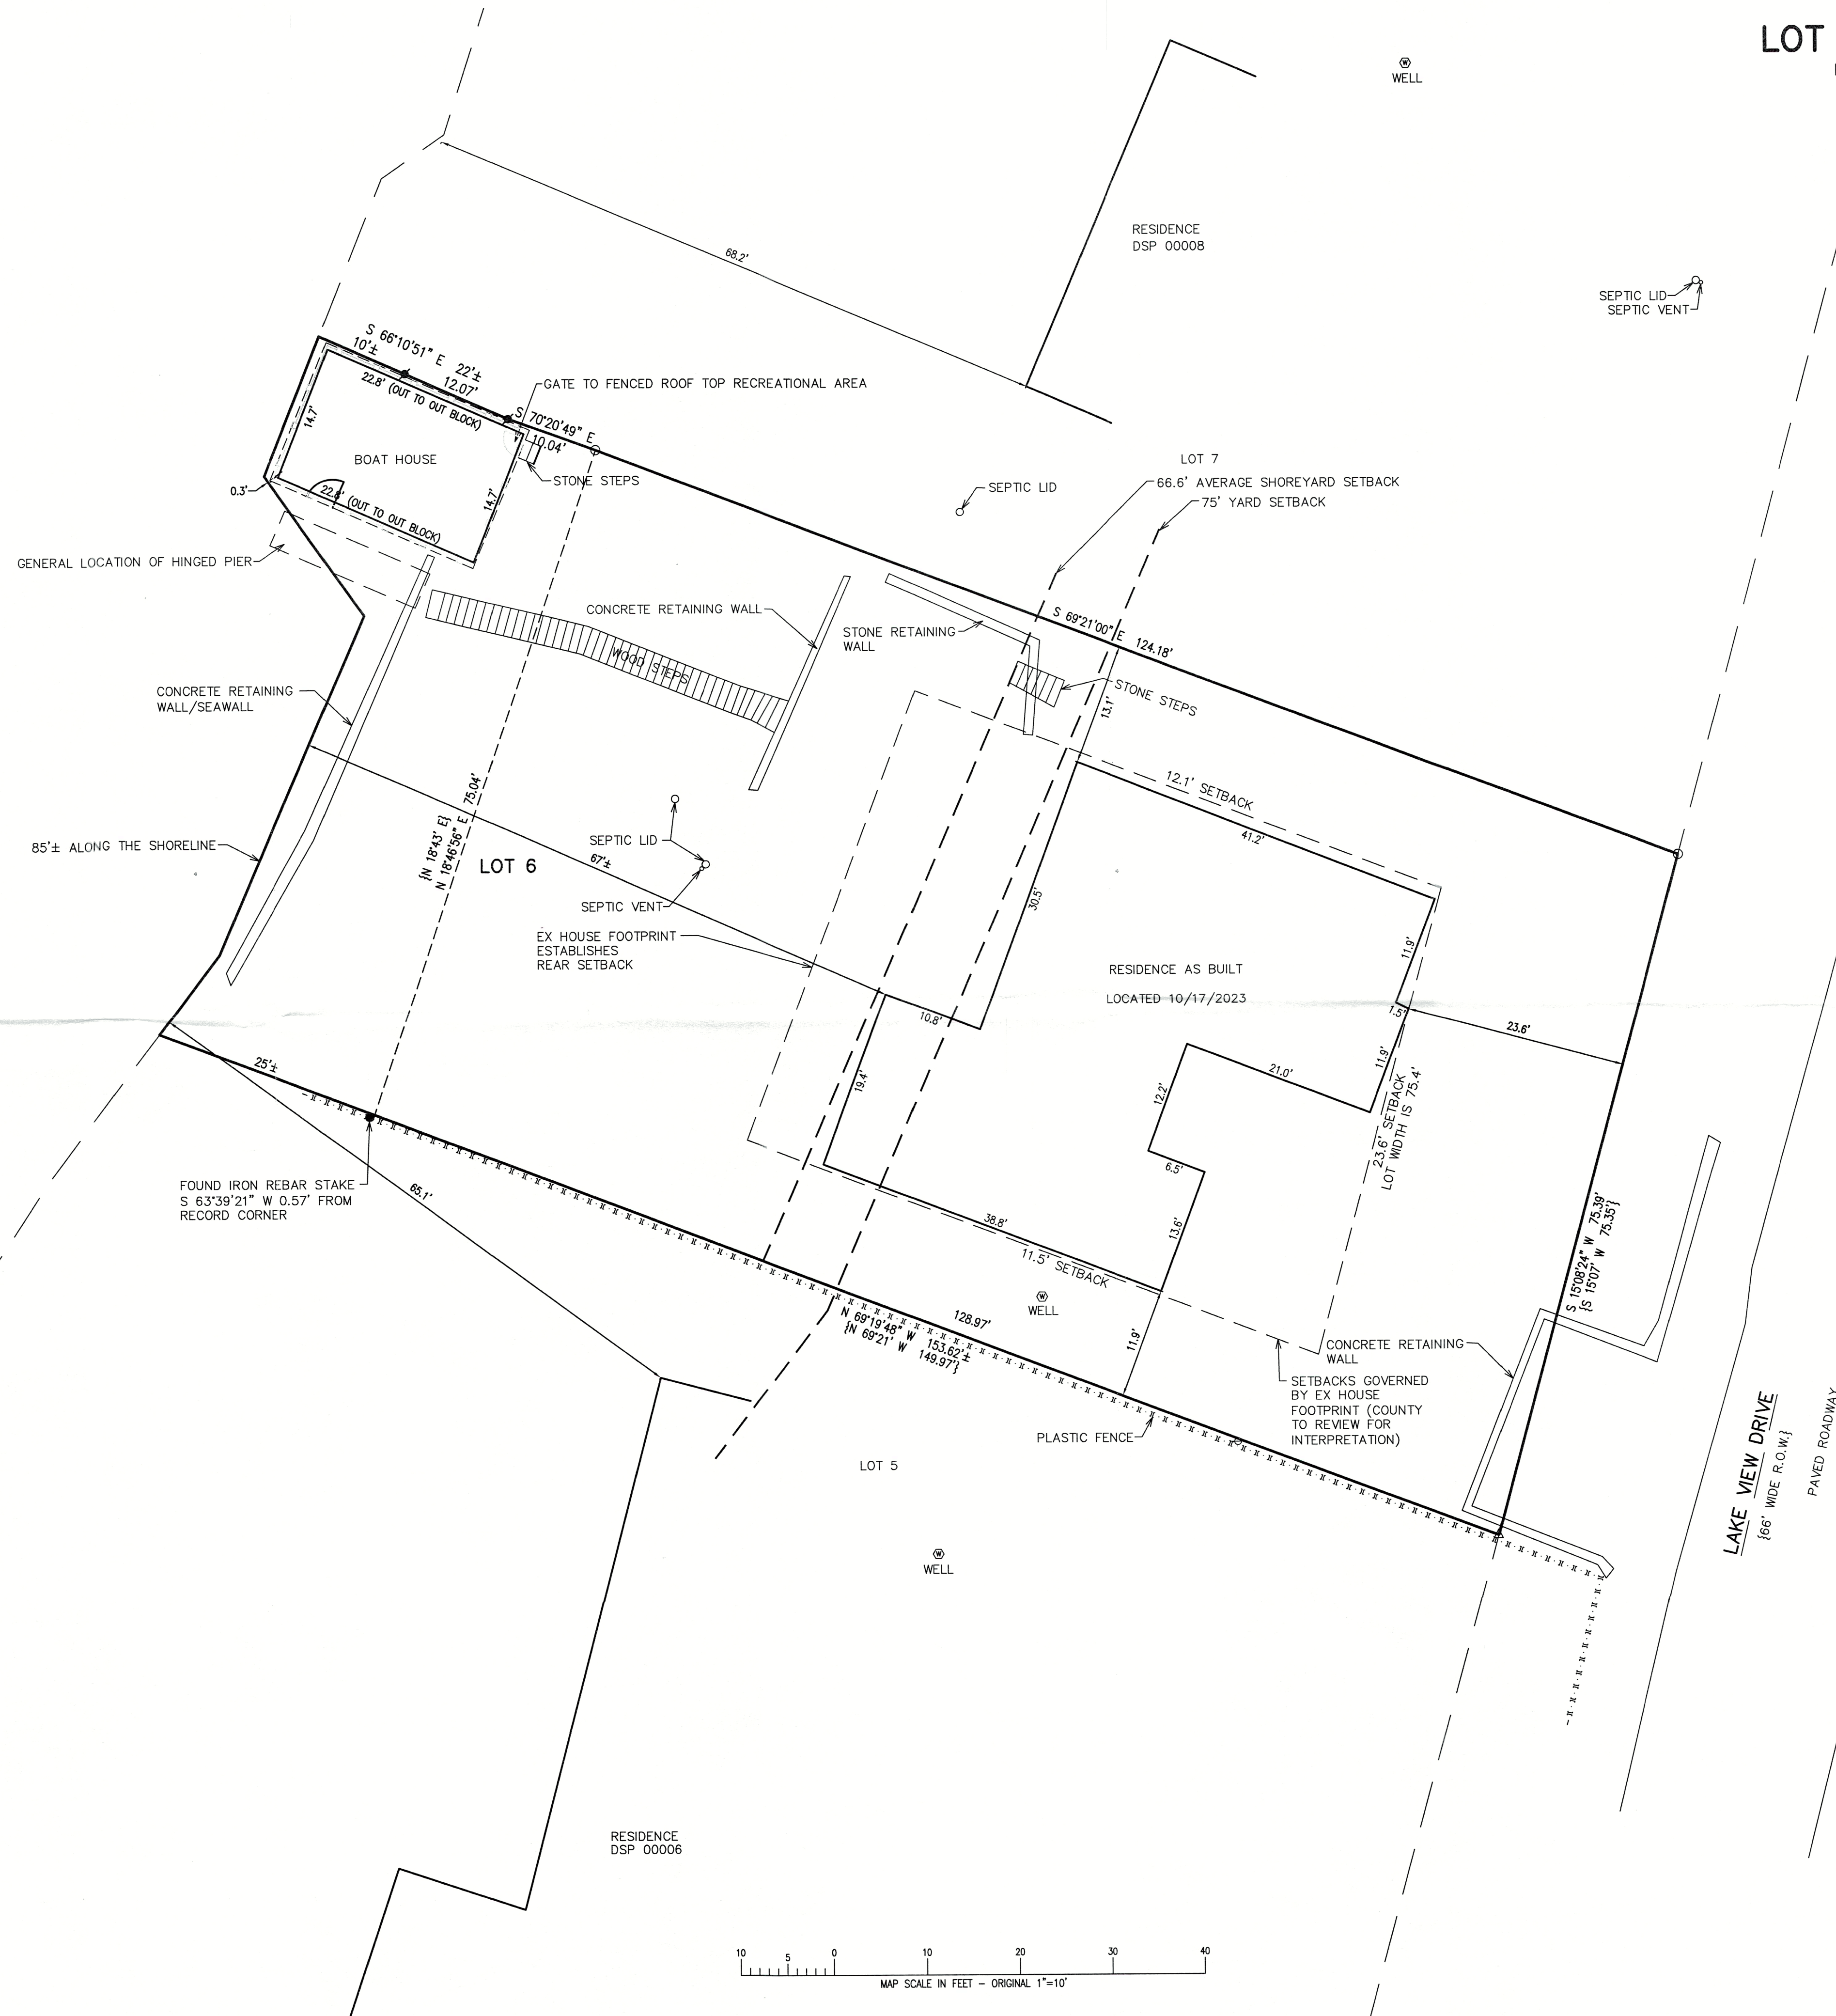 LOT
WELL
RESIDENCE
DSP 00008
68.2'
SEPTIC LID
SEPTIC VENT
S 66°10'51" E 22'±
10'±
12.07'
22.8' (OUT TO OUT BLOCK)
14.7'
GATE TO FENCED ROOF TOP RECREATIONAL AREA
S 70°20'49" E
10.04'
BOAT HOUSE
STONE STEPS
0.3'
22.8' (OUT TO OUT BLOCK)
14.7'
LOT 7
66.6' AVERAGE SHOREYARD SETBACK
75' YARD SETBACK
SEPTIC LID
GENERAL LOCATION OF HINGED PIER
CONCRETE RETAINING WALL
STONE RETAINING
WALL
S 69°21'00" E 124.18'
WOOD STEPS
STONE STEPS
CONCRETE RETAINING
WALL/SEAWALL
13.1'
12.1' SETBACK
41.2'
{N 18°43' E}
N 18°46'56" E 75.04'
85'± ALONG THE SHORELINE
SEPTIC LID
LOT 6
67'±
SEPTIC VENT
30.5'
EX HOUSE FOOTPRINT
ESTABLISHES
REAR SETBACK
11.9'
RESIDENCE AS BUILT
LOCATED 10/17/2023
10.8'
1.5'
23.6'
25'±
19.4'
12.2'
21.0'
11.9'
23.6' SETBACK
LOT WIDTH IS 75.4'
6.5'
FOUND IRON REBAR STAKE
S 63°39'21" W 0.57' FROM
RECORD CORNER
65.1'
38.8'
13.6'
11.5' SETBACK
S 15°08'24" W 75.39'
{S 15°07' W 75.35'}
WELL
128.97'
N 69°19'48" W 153.62'±
{N 69°21' W 149.97'}
11.9'
CONCRETE RETAINING
WALL
SETBACKS GOVERNED
BY EX HOUSE
FOOTPRINT (COUNTY
TO REVIEW FOR
INTERPRETATION)
PLASTIC FENCE
LOT 5
LAKE VIEW DRIVE
{66' WIDE R.O.W.}
PAVED ROADWAY
WELL
RESIDENCE
DSP 00006
10 5 0 10 20 30 40
MAP SCALE IN FEET - ORIGINAL 1"=10'